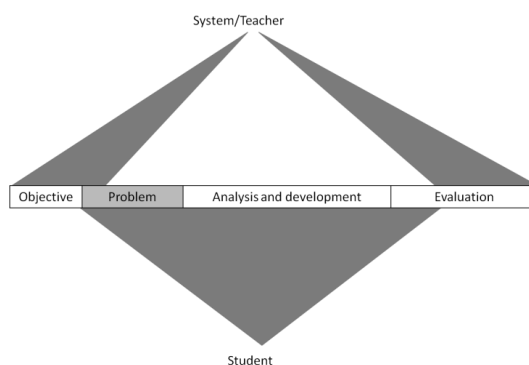 System/Teacher
Objective Problem Analysis and development Evaluation
Student